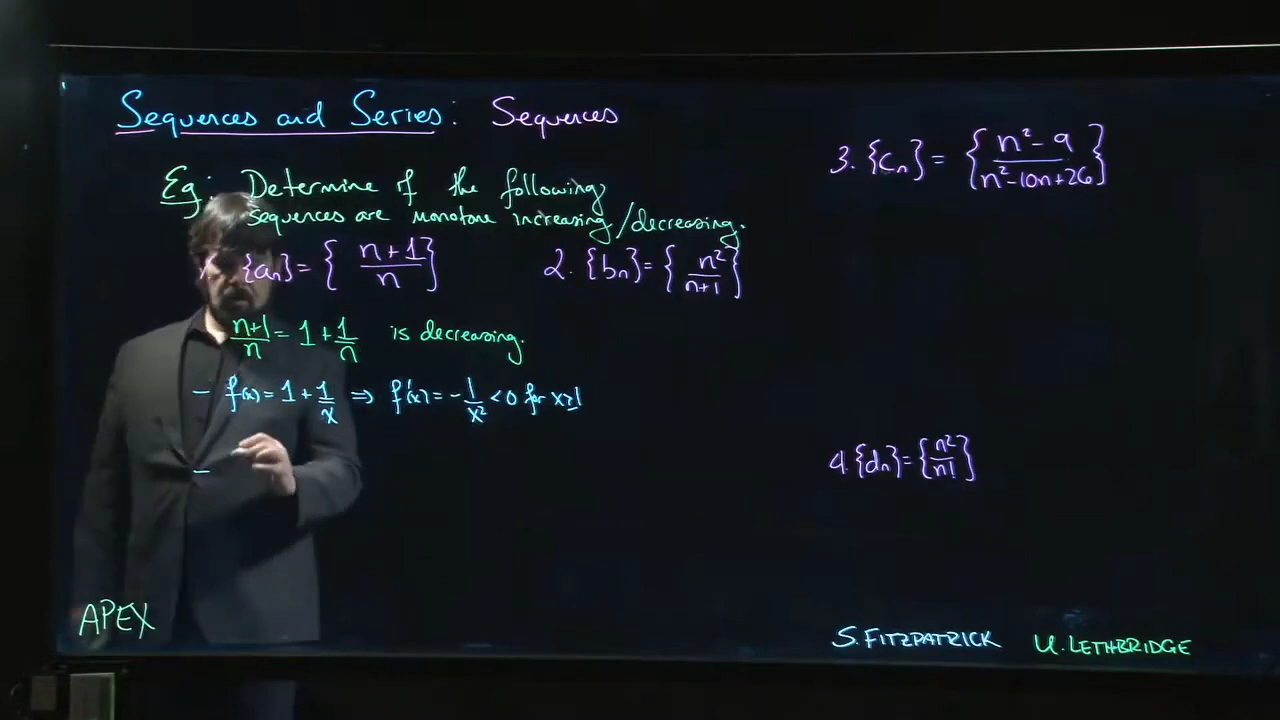 Sequences and Series: Sequences
Eg: Determine if the following
sequences are monotone increasing/decreasing.
1. {aₙ} = { n+1/n }
2. {bₙ} = { n²/n+1 }
n+1/n = 1 + 1/n is decreasing.
- f(x) = 1 + 1/x ⇒ f'(x) = -1/x² < 0 for x ≥ 1
-
3. {cₙ} = { n²-9/n²-10n+26 }
4. {dₙ} = { n²/n! }
APEX
S. FITZPATRICK U. LETHBRIDGE